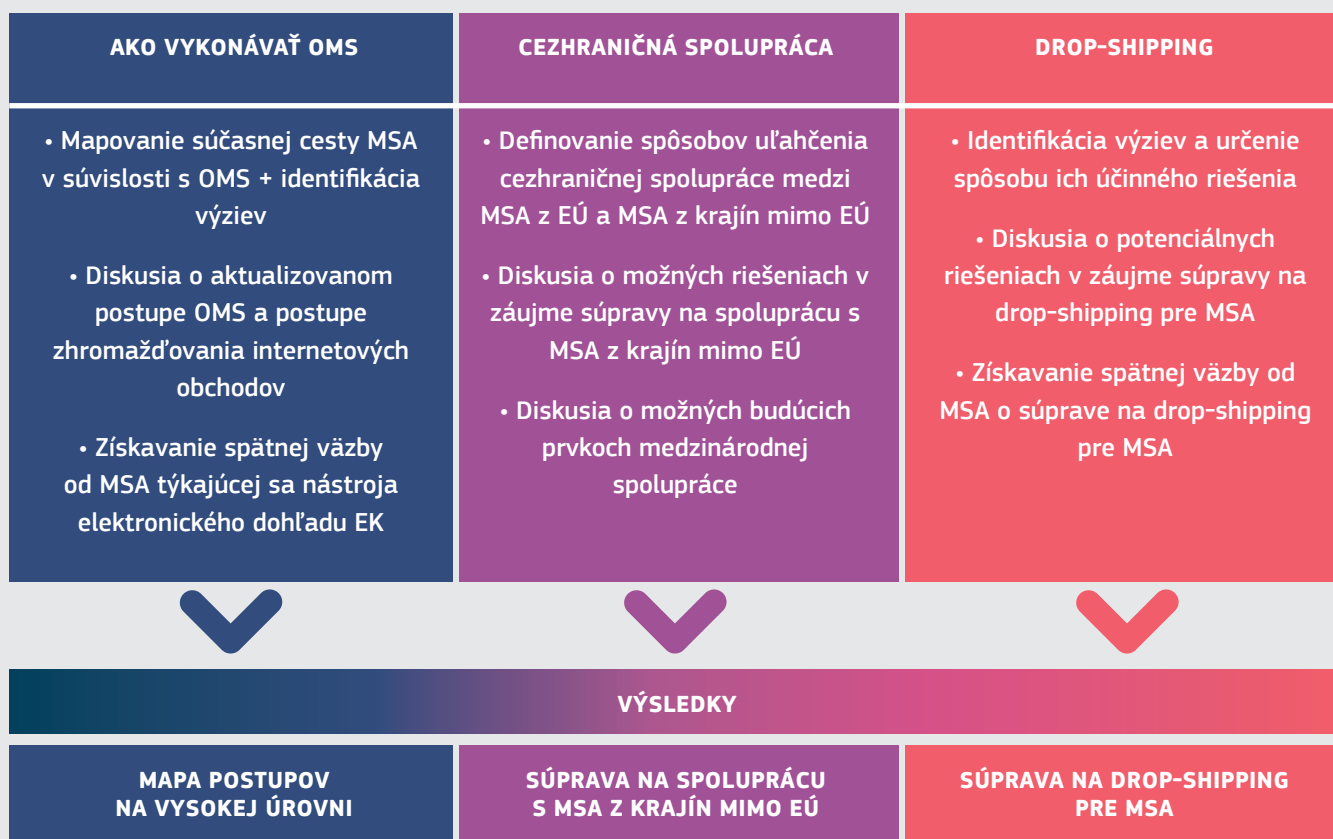 AKO VYKONÁVAŤ OMS
• Mapovanie súčasnej cesty MSA
v súvislosti s OMS + identifikácia
výziev
• Diskusia o aktualizovanom
postupe OMS a postupe
zhromažďovania internetových
obchodov
• Získavanie spätnej väzby
od MSA týkajúcej sa nástroja
elektronického dohľadu EK
CEZHRANIČNÁ SPOLUPRÁCA
• Definovanie spôsobov uľahčenia
cezhraničnej spolupráce medzi
MSA z EÚ a MSA z krajín mimo EÚ
• Diskusia o možných riešeniach v
záujme súpravy na spoluprácu s
MSA z krajín mimo EÚ
• Diskusia o možných budúcich
prvkoch medzinárodnej
spolupráce
DROP-SHIPPING
• Identifikácia výziev a určenie
spôsobu ich účinného riešenia
• Diskusia o potenciálnych
riešeniach v záujme súpravy na
drop-shipping pre MSA
• Získavanie spätnej väzby od
MSA o súprave na drop-shipping
pre MSA
VÝSLEDKY
MAPA POSTUPOV
NA VYSOKEJ ÚROVNI
SÚPRAVA NA SPOLUPRÁCU
S MSA Z KRAJÍN MIMO EÚ
SÚPRAVA NA DROP-SHIPPING
PRE MSA